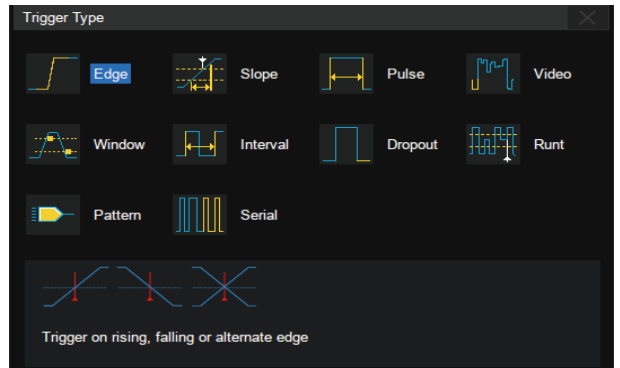 Trigger Type
Edge Slope Pulse Video
Window Interval Dropout Runt
Pattern Serial
Trigger on rising, falling or alternate edge